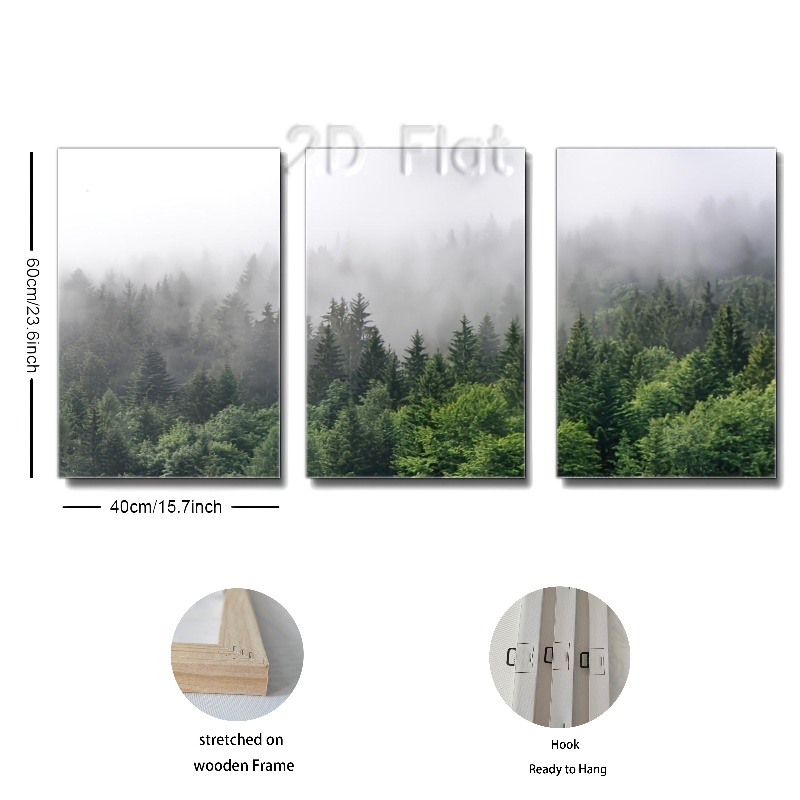 2D Flat
60cm/23.6inch
40cm/15.7inch
stretched on
wooden Frame
Hook
Ready to Hang